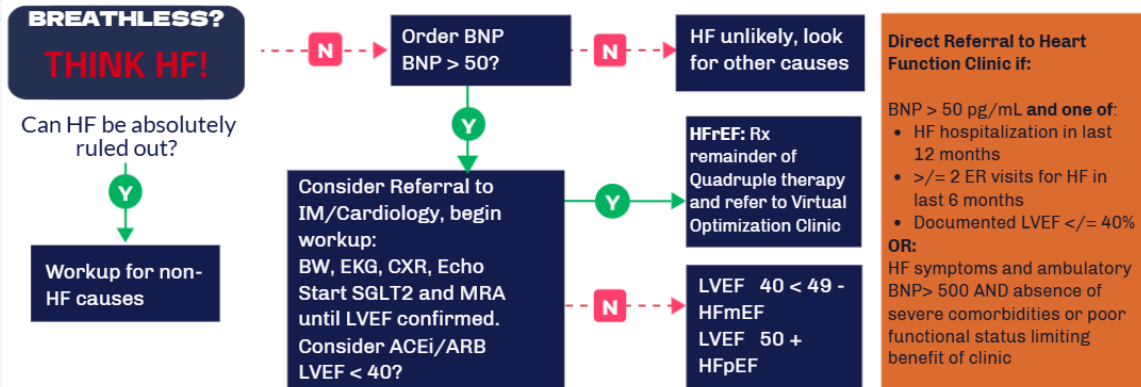 BREATHLESS?
THINK HF!
Can HF be absolutely
ruled out?
Y
Workup for non-
HF causes
N
Order BNP
BNP > 50?
N
HF unlikely, look
for other causes
Y
Consider Referral to
IM/Cardiology, begin
workup:
BW, EKG, CXR, Echo
Start SGLT2 and MRA
until LVEF confirmed.
Consider ACEi/ARB
LVEF < 40?
Y
HFrEF: Rx
remainder of
Quadruple therapy
and refer to Virtual
Optimization Clinic
N
LVEF 40 < 49 -
HFmEF
LVEF 50 +
HFpEF
Direct Referral to Heart
Function Clinic if:
BNP > 50 pg/mL and one of:
• HF hospitalization in last
12 months
• >/= 2 ER visits for HF in
last 6 months
• Documented LVEF </= 40%
OR:
HF symptoms and ambulatory
BNP> 500 AND absence of
severe comorbidities or poor
functional status limiting
benefit of clinic